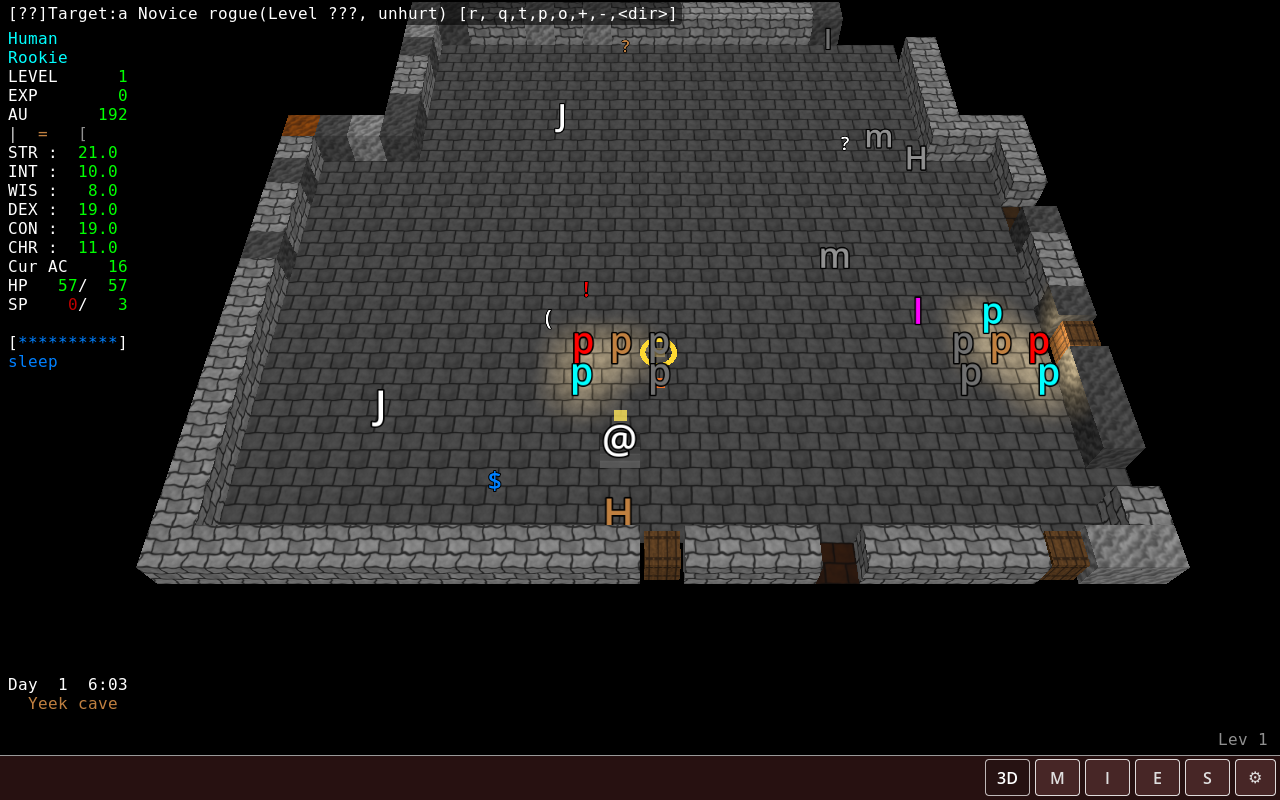 [??]Target:a Novice rogue(Level ???, unhurt) [r, q,t,p,o,+,-,<dir>]
Human
Rookie
LEVEL 1
EXP 0
AU 192
| = [
STR : 21.0
INT : 10.0
WIS : 8.0
DEX : 19.0
CON : 19.0
CHR : 11.0
Cur AC 16
HP 57/ 57
SP 0/ 3
[**********]
sleep
?
|
J
? m
H
m
!
(
|
p
p p p
p p p
p p
p p
J
@
$
H
Day 1 6:03
Yeek cave
Lev 1
3D M I E S ⚙